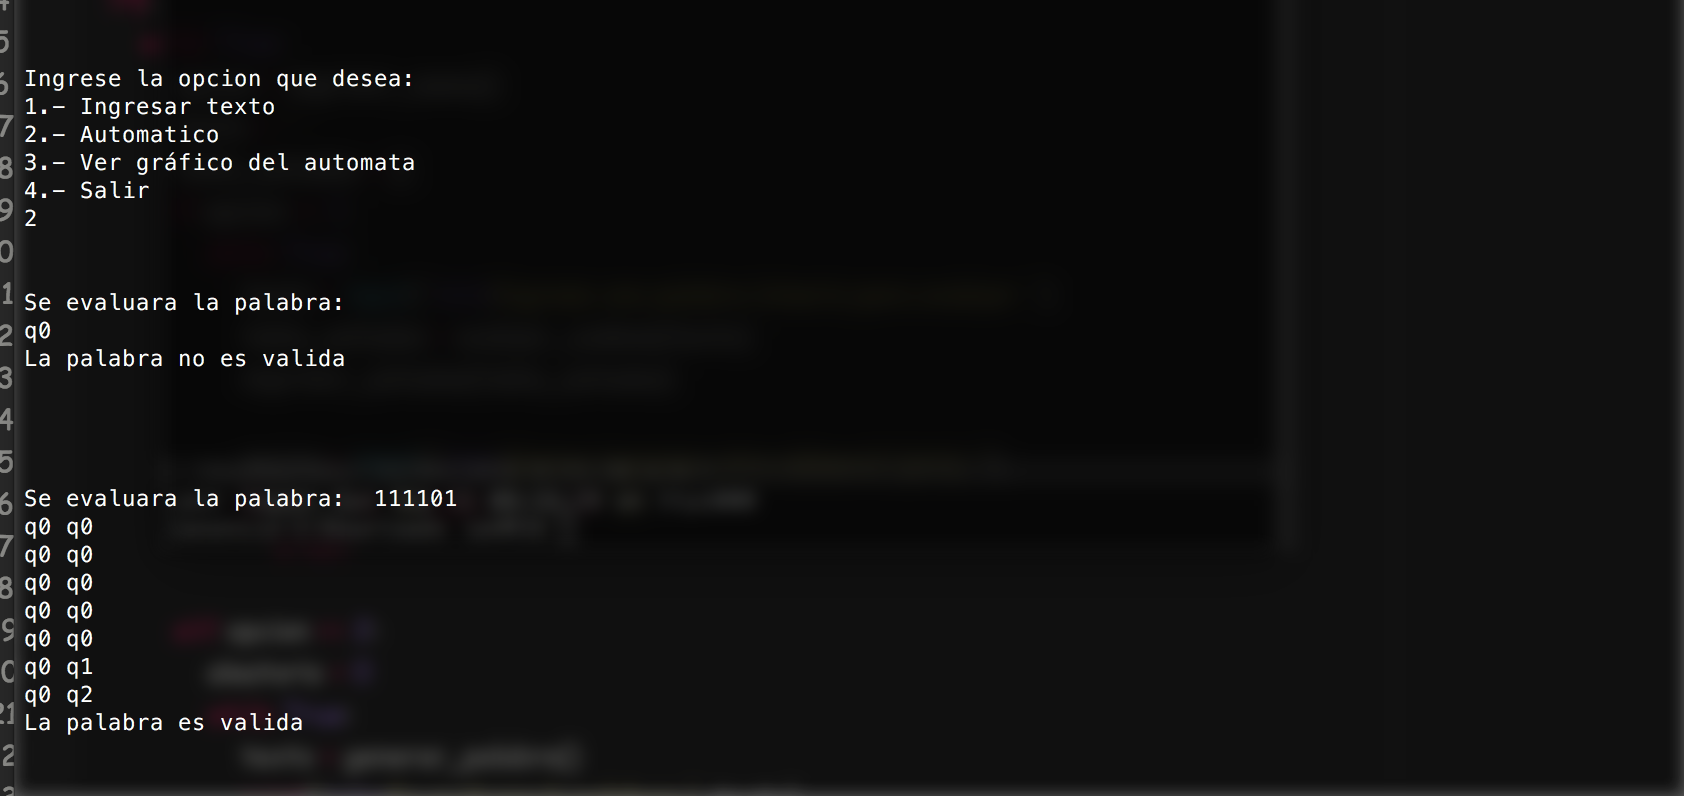 Ingrese la opcion que desea:
1.- Ingresar texto
2.- Automatico
3.- Ver gráfico del automata
4.- Salir
2
Se evaluara la palabra:
q0
La palabra no es valida
Se evaluara la palabra:  111101
q0 q0
q0 q0
q0 q0
q0 q0
q0 q0
q0 q1
q0 q2
La palabra es valida